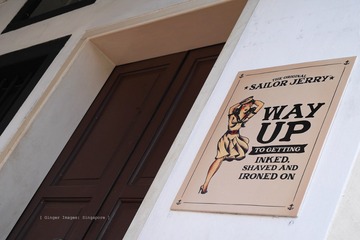 THE ORIGINAL
SAILOR JERRY
WAY
UP
TO GETTING
INKED,
SHAVED AND
IRONED ON
[ Ginger Images: Singapore ]